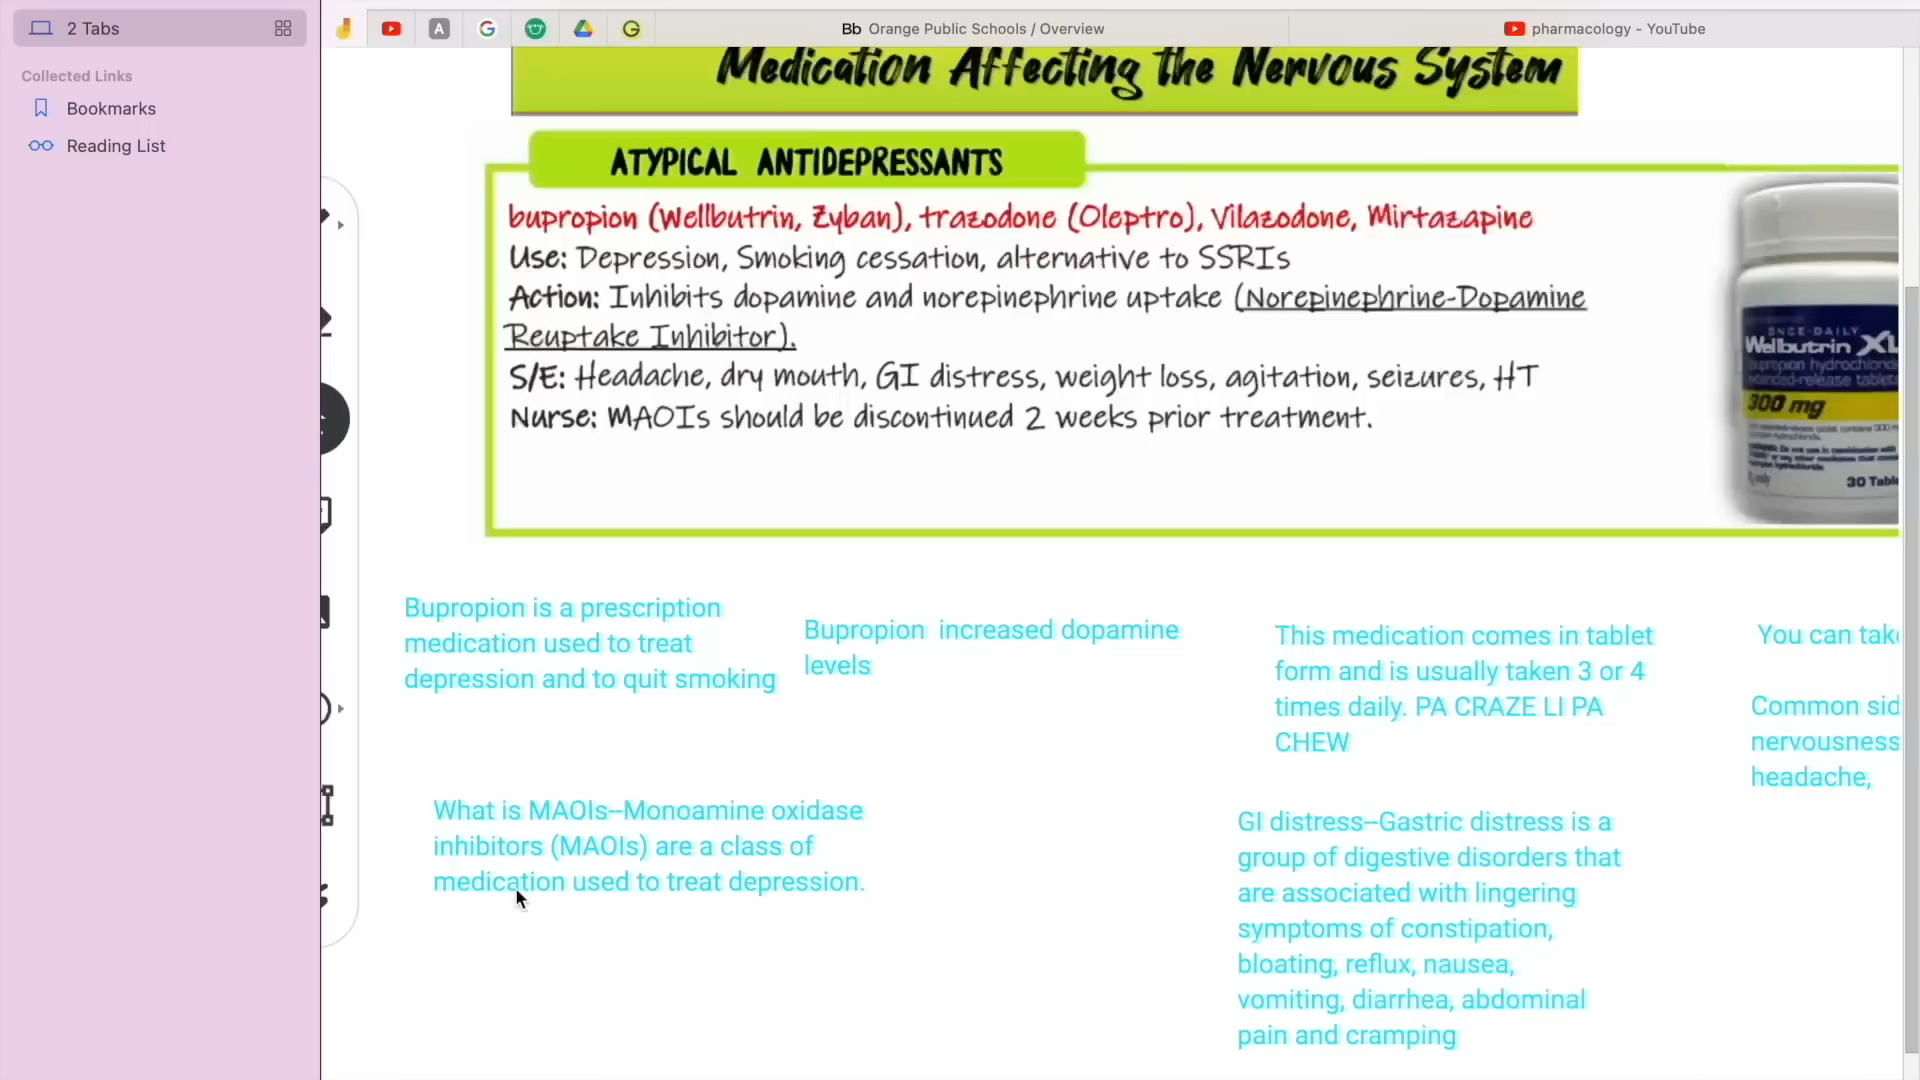 2 Tabs
Collected Links
Bookmarks
Reading List
A
Bb Orange Public Schools / Overview
pharmacology - YouTube
Medication Affecting the Nervous System
ATYPICAL ANTIDEPRESSANTS
bupropion (Wellbutrin, Zyban), trazodone (Oleptro), Vilazodone, Mirtazapine
Use: Depression, Smoking cessation, alternative to SSRIs
Action: Inhibits dopamine and norepinephrine uptake (Norepinephrine-Dopamine
Reuptake Inhibitor).
S/E: Headache, dry mouth, GI distress, weight loss, agitation, seizures, HT
Nurse: MAOIs should be discontinued 2 weeks prior treatment.
ONCE-DAILY
Wellbutrin XL
bupropion hydrochlorid
extended-release tablet
300 mg
30 Tabl
Bupropion is a prescription
medication used to treat
depression and to quit smoking
Bupropion increased dopamine
levels
This medication comes in tablet
form and is usually taken 3 or 4
times daily. PA CRAZE LI PA
CHEW
You can take
Common sid
nervousness
headache,
What is MAOIs–Monoamine oxidase
inhibitors (MAOIs) are a class of
medication used to treat depression.
GI distress–Gastric distress is a
group of digestive disorders that
are associated with lingering
symptoms of constipation,
bloating, reflux, nausea,
vomiting, diarrhea, abdominal
pain and cramping